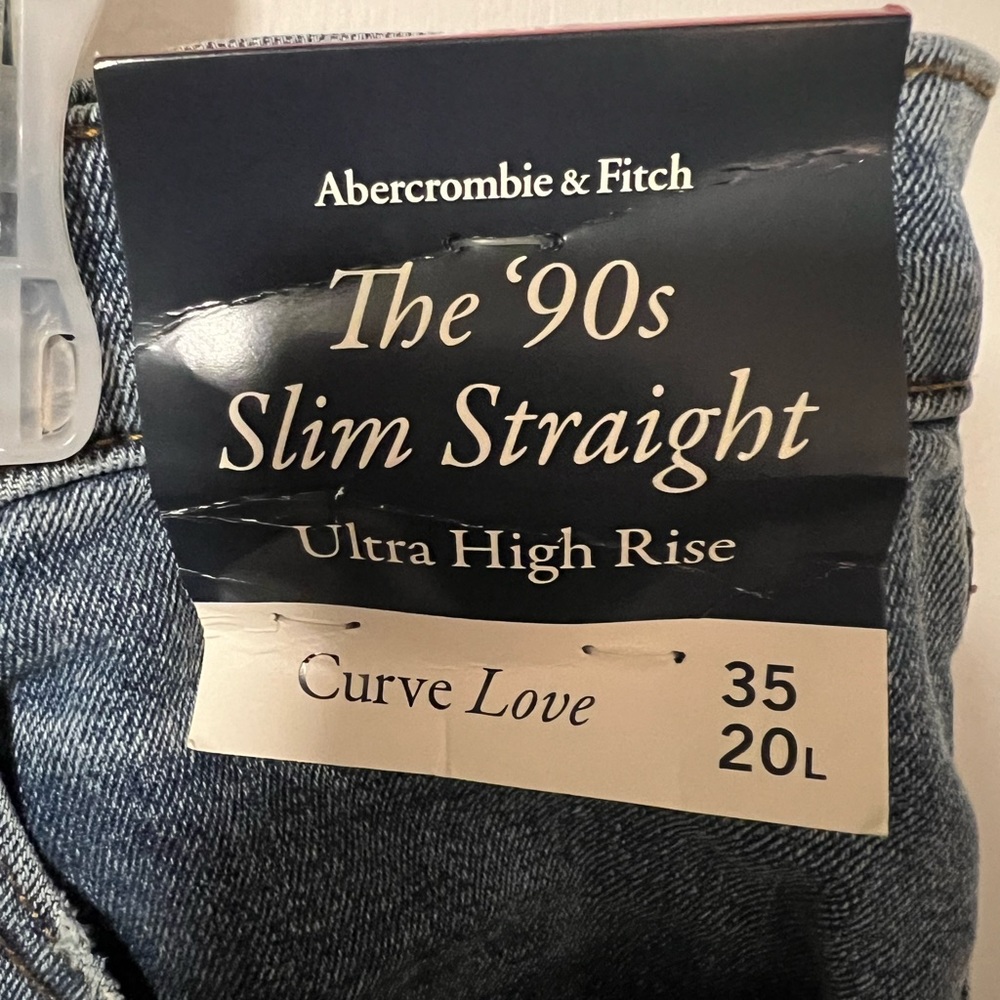 Abercrombie & Fitch
The ‘90s
Slim Straight
Ultra High Rise
Curve Love
35
20L